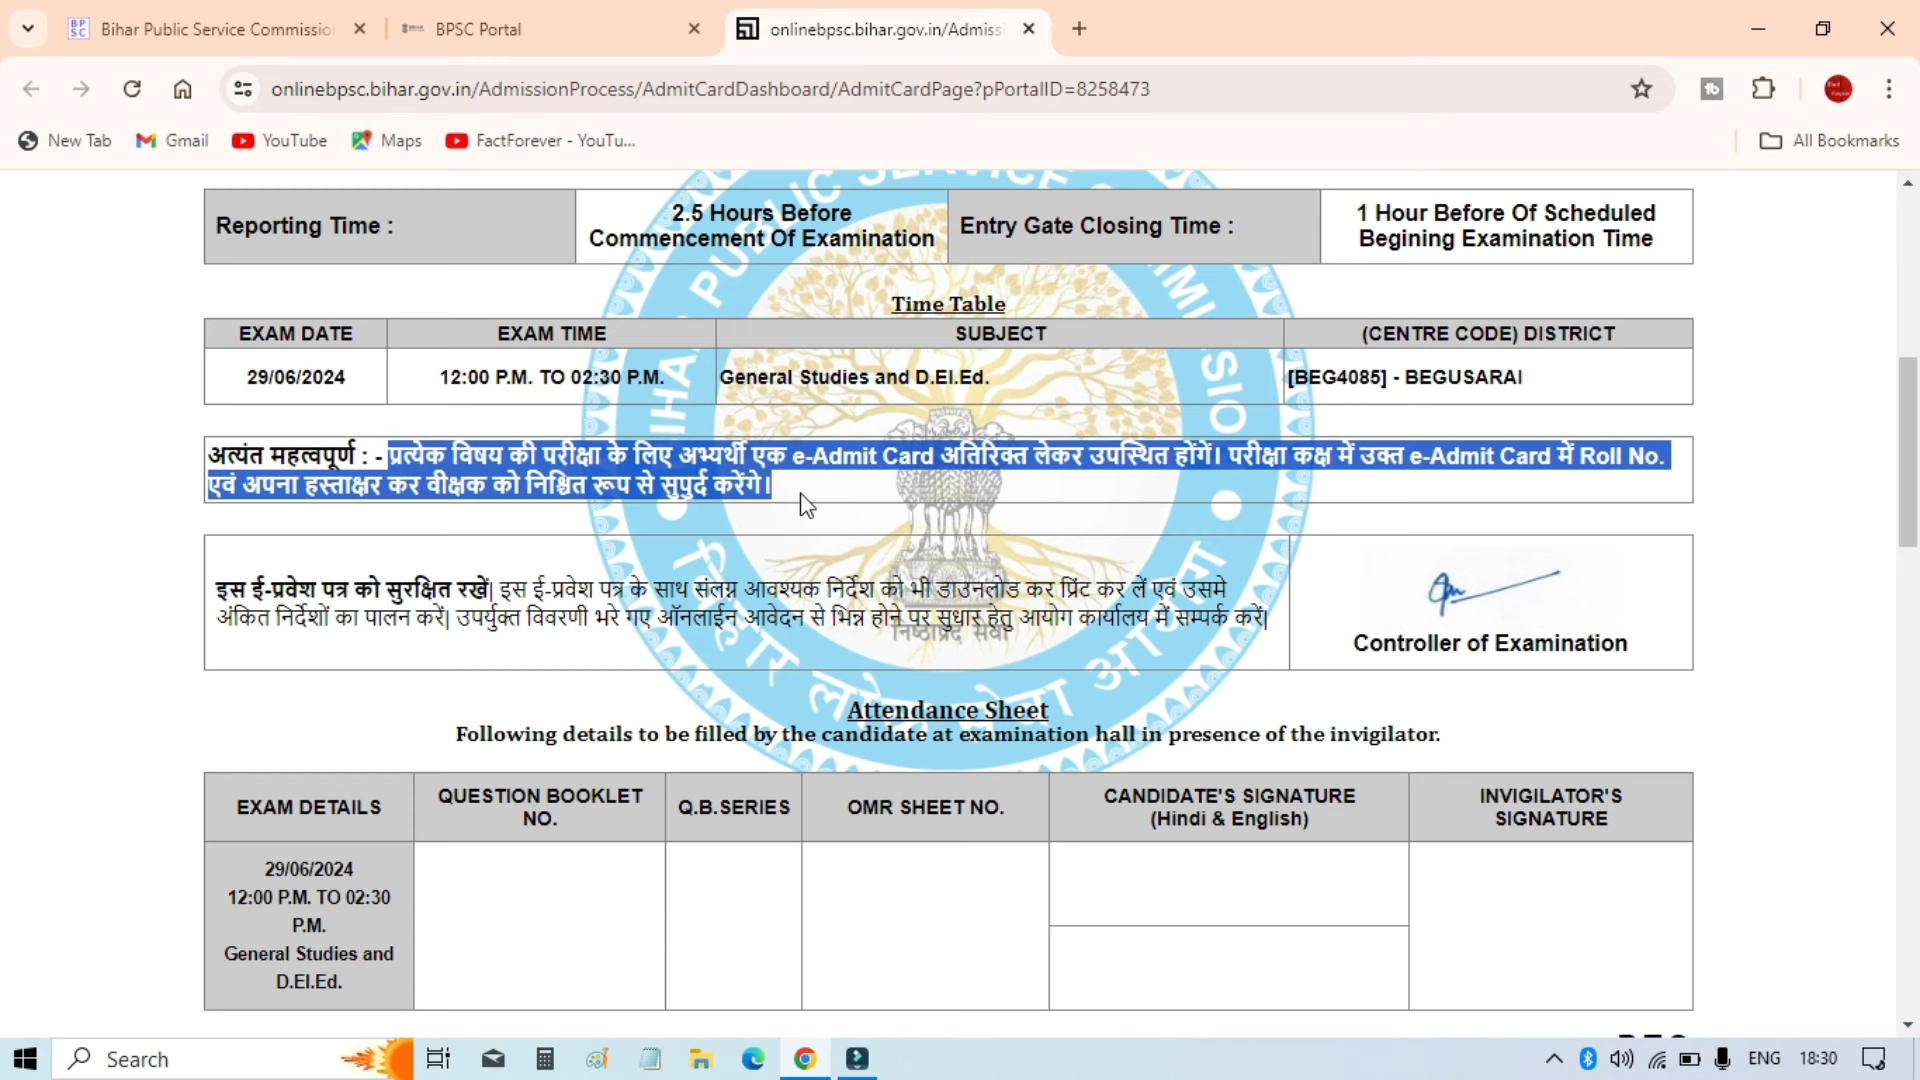 Bihar Public Service Commissio
BPSC Portal
onlinebpsc.bihar.gov.in/Admiss
onlinebpsc.bihar.gov.in/AdmissionProcess/AdmitCardDashboard/AdmitCardPage?pPortalID=8258473
New Tab
Gmail
YouTube
Maps
FactForever - YouTu...
All Bookmarks
Reporting Time :
2.5 Hours Before
Commencement Of Examination
Entry Gate Closing Time :
1 Hour Before Of Scheduled
Begining Examination Time
Time Table
EXAM DATE EXAM TIME SUBJECT (CENTRE CODE) DISTRICT
29/06/2024 12:00 P.M. TO 02:30 P.M. General Studies and D.El.Ed. [BEG4085] - BEGUSARAI
अत्यंत महत्वपूर्ण : - प्रत्येक विषय की परीक्षा के लिए अभ्यर्थी एक e-Admit Card अतिरिक्त लेकर उपस्थित होंगें। परीक्षा कक्ष में उक्त e-Admit Card में Roll No.
एवं अपना हस्ताक्षर कर वीक्षक को निश्चित रूप से सुपुर्द करेंगे।
इस ई-प्रवेश पत्र को सुरक्षित रखें| इस ई-प्रवेश पत्र के साथ संलग्न आवश्यक निर्देश को भी डाउनलोड कर प्रिंट कर लें एवं उसमे
अंकित निर्देशों का पालन करें| उपर्युक्त विवरणी भरे गए ऑनलाईन आवेदन से भिन्न होने पर सुधार हेतु आयोग कार्यालय में सम्पर्क करें|
Controller of Examination
BIHAR PUBLIC SERVICE COMMISSION
बिहार लोक सेवा आयोग
Attendance Sheet
Following details to be filled by the candidate at examination hall in presence of the invigilator.
EXAM DETAILS
QUESTION BOOKLET
NO.
Q.B.SERIES
OMR SHEET NO.
CANDIDATE'S SIGNATURE
(Hindi & English)
INVIGILATOR'S
SIGNATURE
29/06/2024
12:00 P.M. TO 02:30
P.M.
General Studies and
D.El.Ed.
Search
ENG
18:30